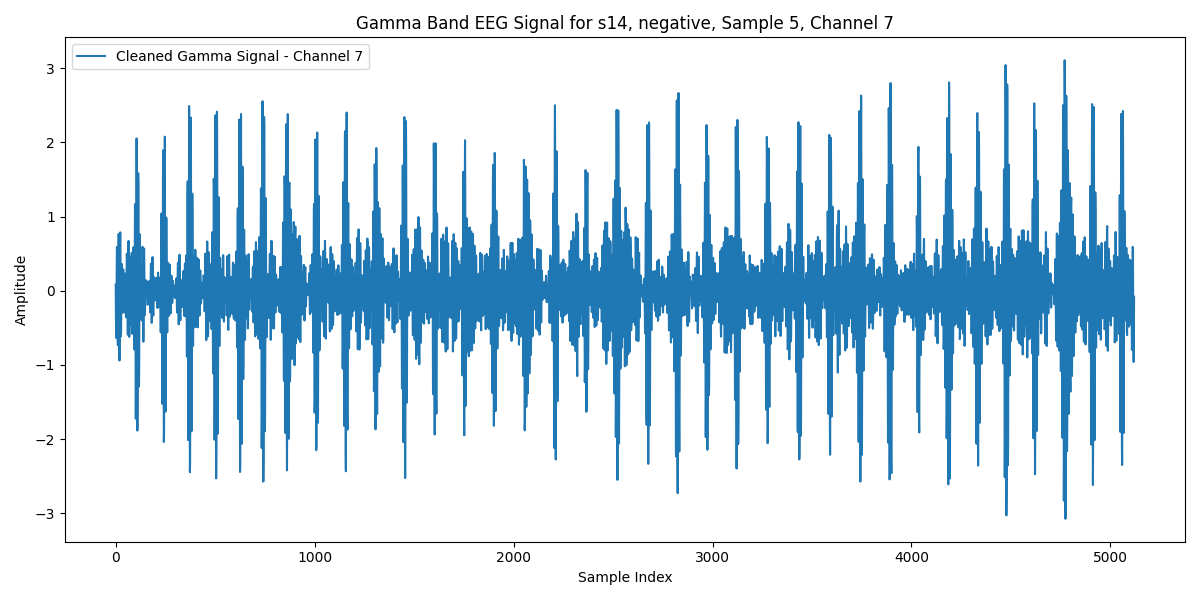 Gamma Band EEG Signal for s14, negative, Sample 5, Channel 7
Cleaned Gamma Signal - Channel 7
3
2
1
0
−1
−2
−3
Amplitude
0 1000 2000 3000 4000 5000
Sample Index